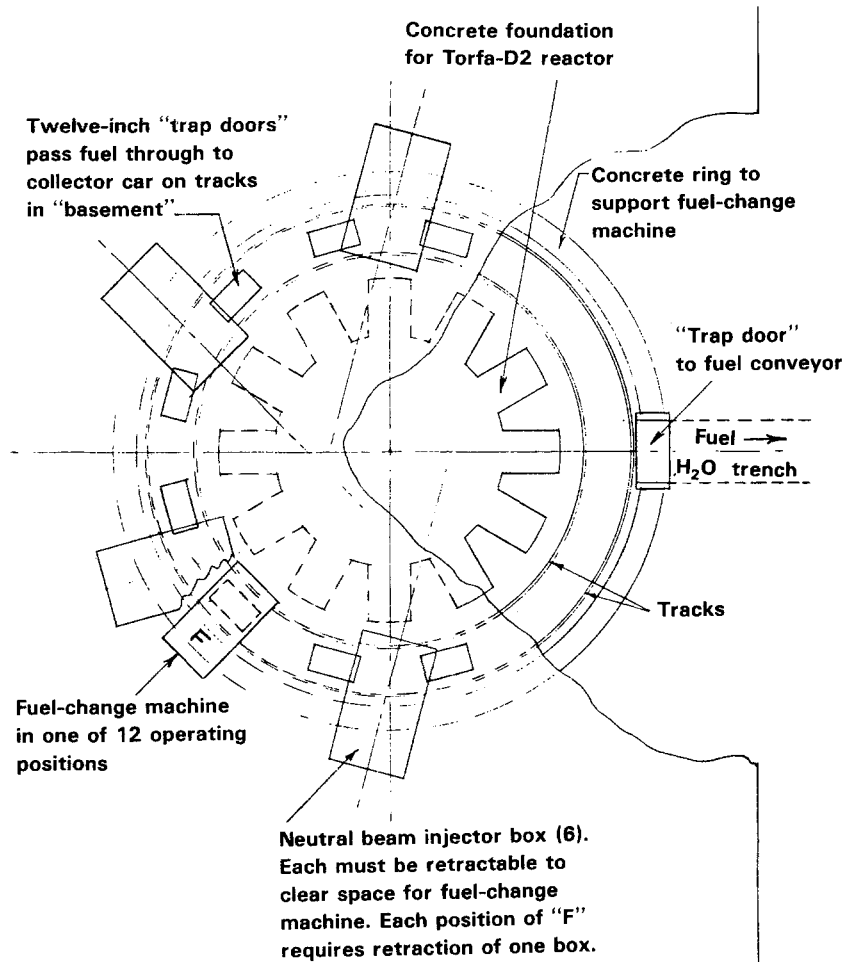 Concrete foundation
for Torfa-D2 reactor
Twelve-inch “trap doors”
pass fuel through to
collector car on tracks
in “basement”
Concrete ring to
support fuel-change
machine
“Trap door”
to fuel conveyor
Fuel
H₂O trench
Tracks
F
Fuel-change machine
in one of 12 operating
positions
Neutral beam injector box (6).
Each must be retractable to
clear space for fuel-change
machine. Each position of “F”
requires retraction of one box.